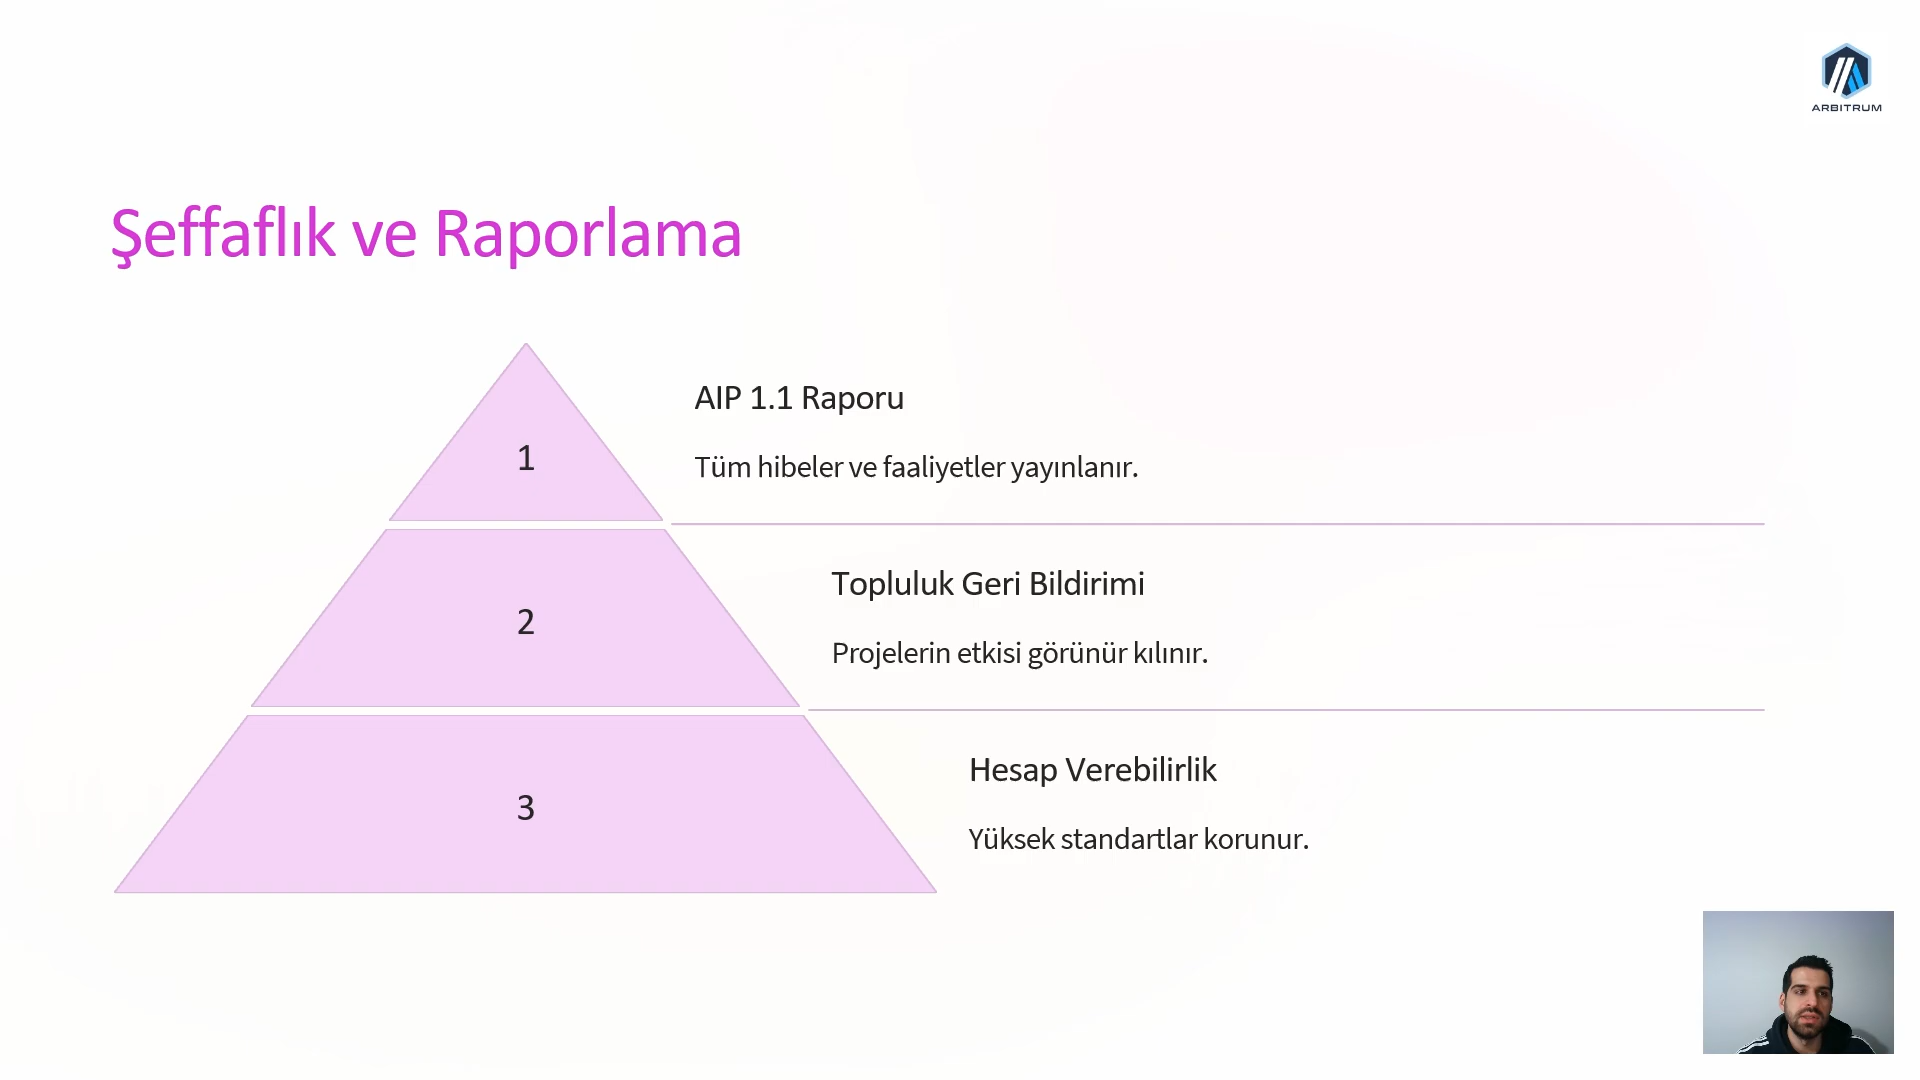 ARBITRUM
Şeffaflık ve Raporlama
1
AIP 1.1 Raporu
Tüm hibeler ve faaliyetler yayınlanır.
2
Topluluk Geri Bildirimi
Projelerin etkisi görünür kılınır.
3
Hesap Verebilirlik
Yüksek standartlar korunur.